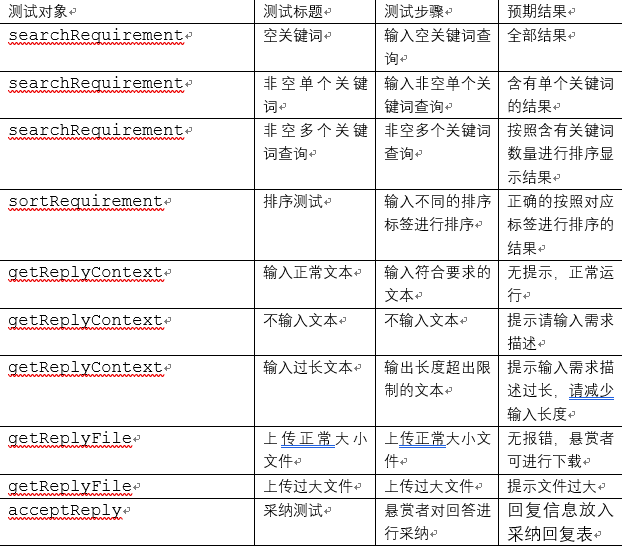 测试对象 测试标题 测试步骤 预期结果
searchRequirement 空关键词 输入空关键词查 全部结果
询
searchRequirement 非空单个关键 输入非空单个关 含有单个关键词
词 键词查询 的结果
searchRequirement 非空多个关键 非空多个关键词 按照含有关键词
词查询 查询 数量进行排序显
示结果
sortRequirement 排序测试 输入不同的排序 正确的按照对应
标签进行排序 标签进行排序的
结果
getReplyContext 输入正常文本 输入符合要求的 无提示，正常运
文本 行
getReplyContext 不输入文本 不输入文本 提示请输入需求
描述
getReplyContext 输入过长文本 输出长度超出限 提示输入需求描
制的文本 述过长，请减少
输入长度
getReplyFile 上传正常大小 上传正常大小文 无报错，悬赏者
文件 件 可进行下载
getReplyFile 上传过大文件 上传过大文件 提示文件过大
acceptReply 采纳测试 悬赏者对回答进 回复信息放入
行采纳 采纳回复表